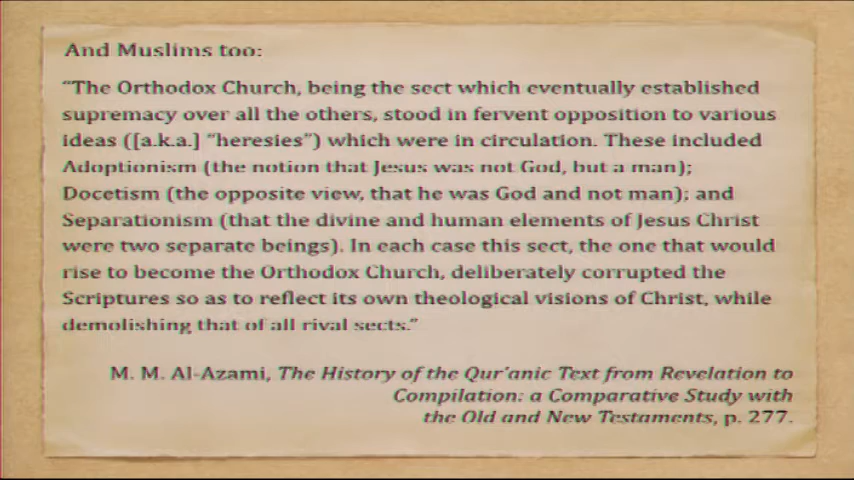 And Muslims too:
“The Orthodox Church, being the sect which eventually established
supremacy over all the others, stood in fervent opposition to various
ideas ([a.k.a.] “heresies”) which were in circulation. These included
Adoptionism (the notion that Jesus was not God, but a man);
Docetism (the opposite view, that he was God and not man); and
Separationism (that the divine and human elements of Jesus Christ
were two separate beings). In each case this sect, the one that would
rise to become the Orthodox Church, deliberately corrupted the
Scriptures so as to reflect its own theological visions of Christ, while
demolishing that of all rival sects.”
M. M. Al-Azami, The History of the Qur’anic Text from Revelation to
Compilation: a Comparative Study with
the Old and New Testaments, p. 277.